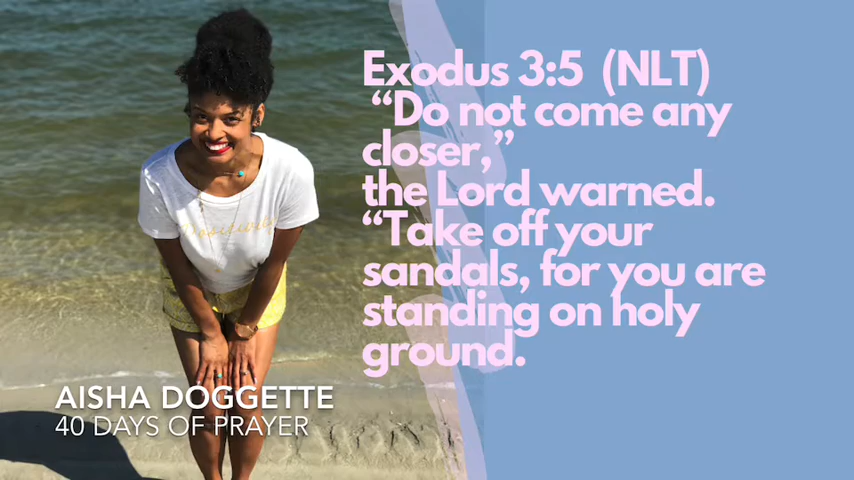 Exodus 3:5 (NLT)
“Do not come any
closer,”
the Lord warned.
“Take off your
sandals, for you are
standing on holy
ground.
Positivity
AISHA DOGGETTE
40 DAYS OF PRAYER